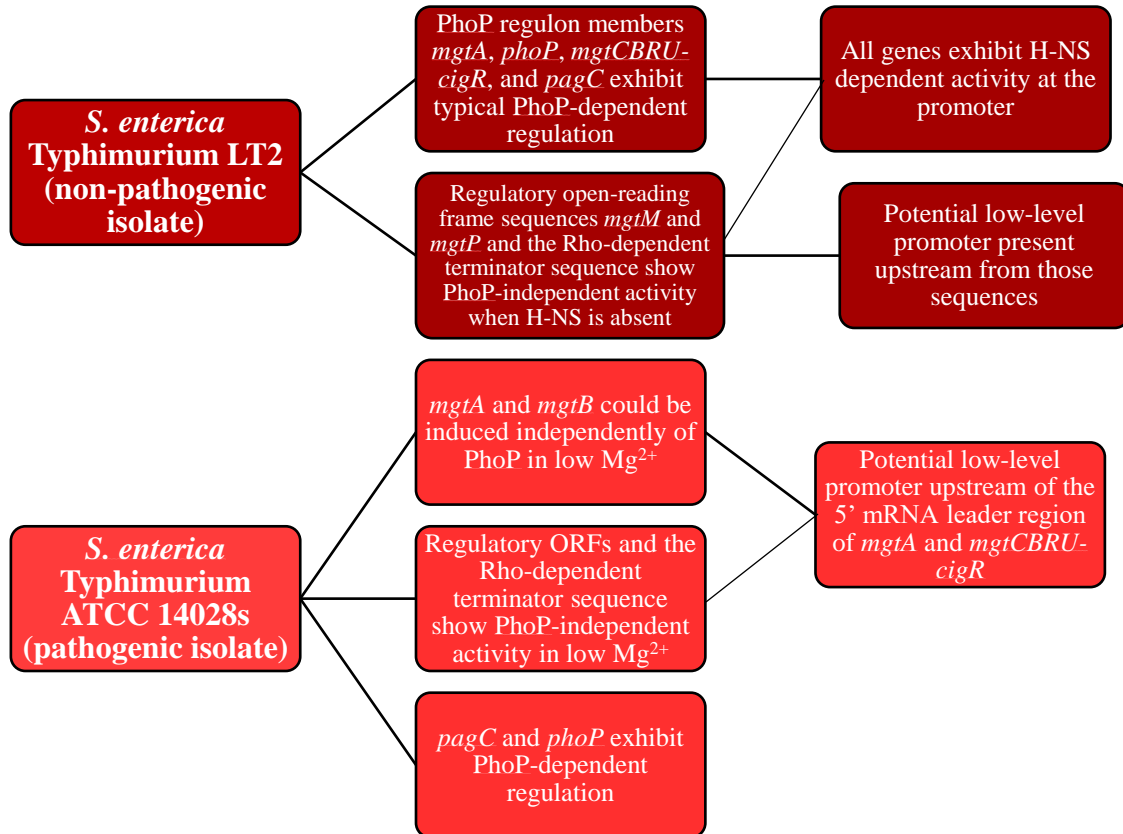 S. enterica
Typhimurium LT2
(non-pathogenic
isolate)
PhoP regulon members
mgtA, phoP, mgtCBRU-
cigR, and pagC exhibit
typical PhoP-dependent
regulation
All genes exhibit H-NS
dependent activity at the
promoter
Regulatory open-reading
frame sequences mgtM and
mgtP and the Rho-dependent
terminator sequence show
PhoP-independent activity
when H-NS is absent
Potential low-level
promoter present
upstream from those
sequences
S. enterica
Typhimurium
ATCC 14028s
(pathogenic isolate)
mgtA and mgtB could be
induced independently of
PhoP in low Mg²⁺
Regulatory ORFs and the
Rho-dependent
terminator sequence
show PhoP-independent
activity in low Mg²⁺
pagC and phoP exhibit
PhoP-dependent
regulation
Potential low-level
promoter upstream of the
5’ mRNA leader region
of mgtA and mgtCBRU-
cigR